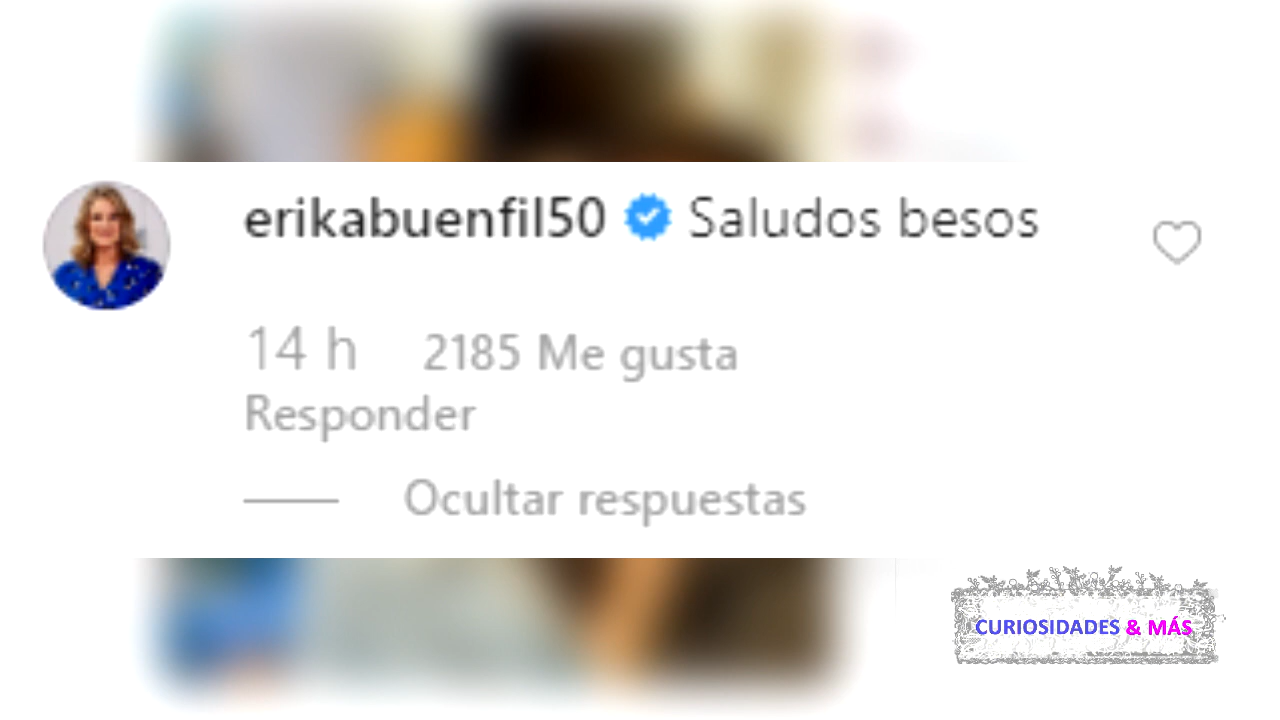 erikabuenfil50 Saludos besos
14 h 2185 Me gusta
Responder
Ocultar respuestas
CURIOSIDADES & MÁS